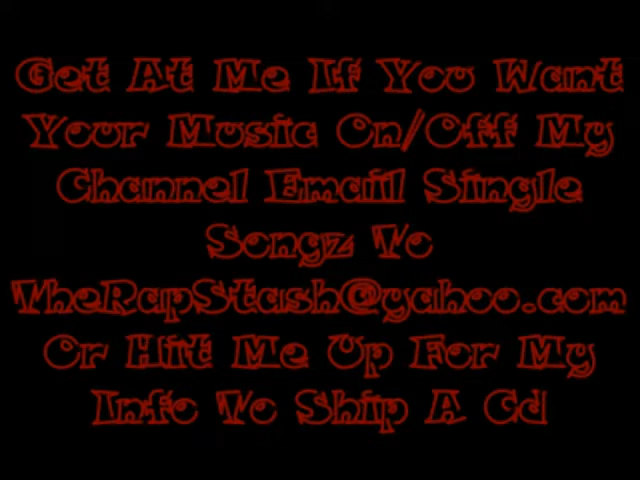 Get At Me If You Want
Your Music On/Off My
Channel Email Single
Songz To
TheRapStash@yahoo.com
Or Hit Me Up For My
Info To Ship A Cd